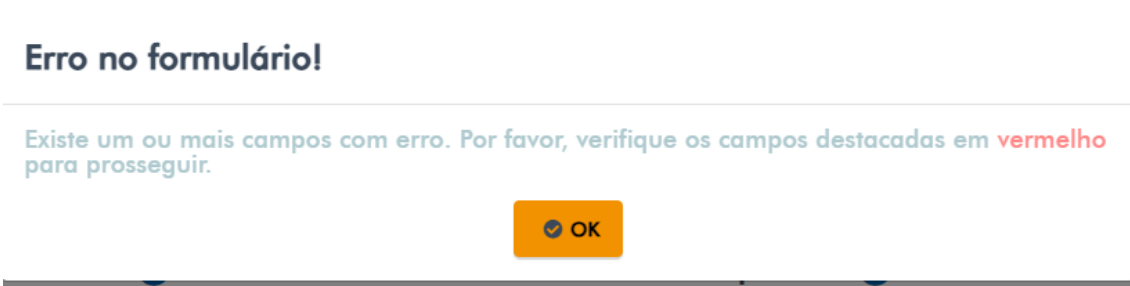 Erro no formulário!
Existe um ou mais campos com erro. Por favor, verifique os campos destacadas em vermelho
para prosseguir.
OK